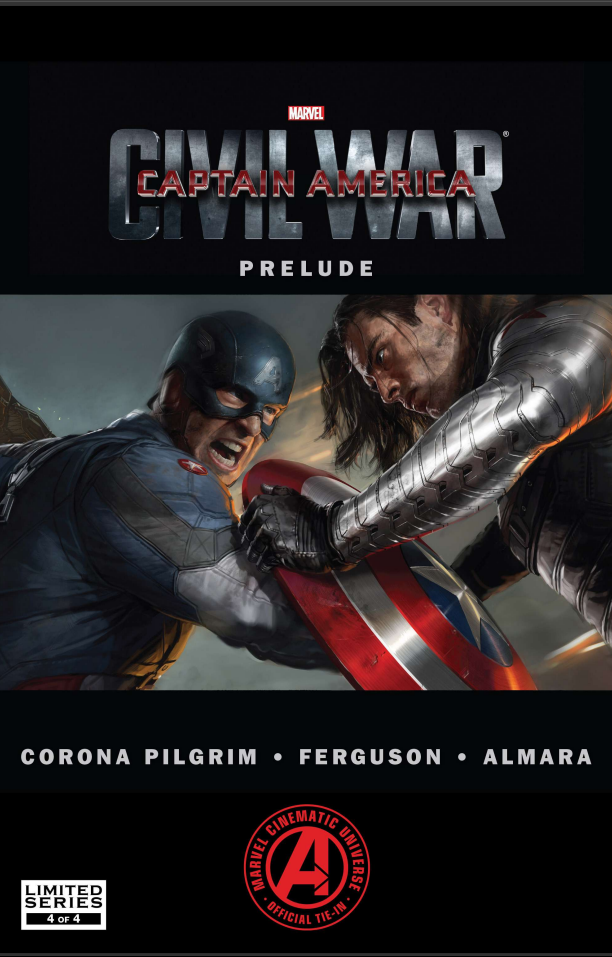 MARVEL
CIVIL WAR®
CAPTAIN AMERICA
PRELUDE
CORONA PILGRIM • FERGUSON • ALMARA
MARVEL CINEMATIC UNIVERSE
A
• OFFICIAL TIE-IN •
LIMITED
SERIES
4 OF 4